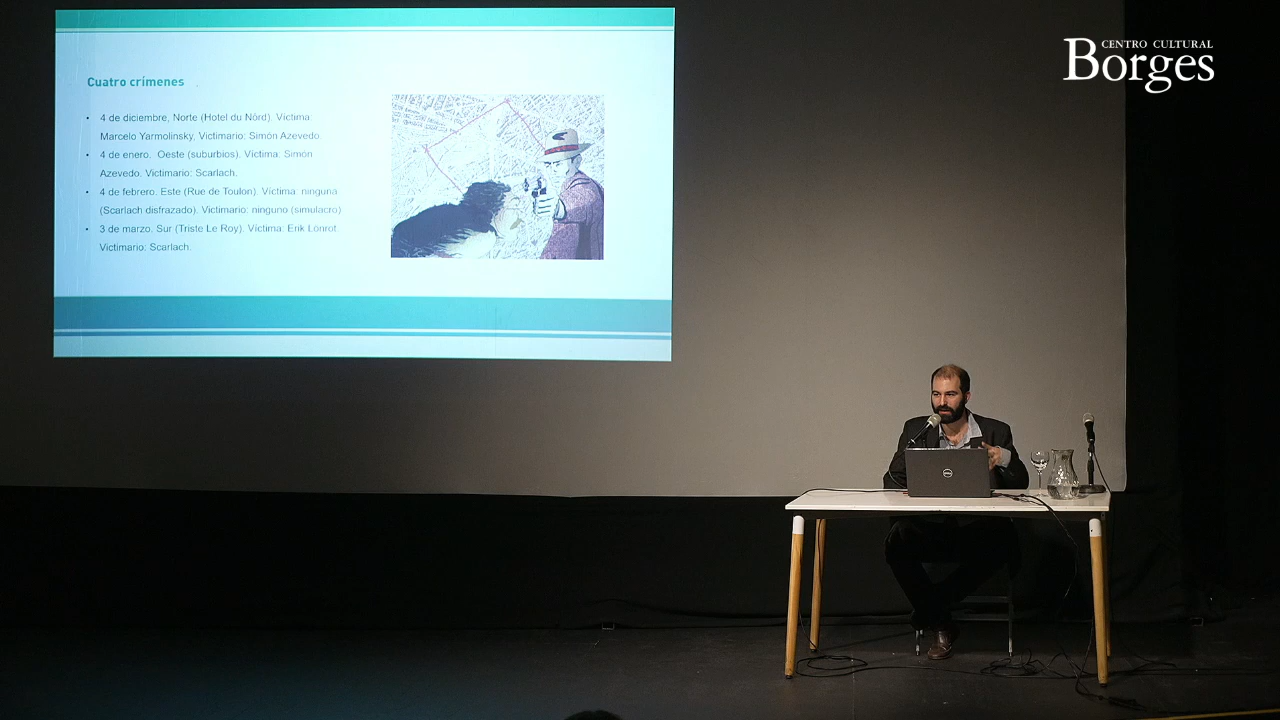 CENTRO CULTURAL
Borges
Cuatro crímenes
• 4 de diciembre, Norte (Hotel du Nòrd). Víctima:
Marcelo Yarmolinsky, Victimario: Simón Azevedo.
• 4 de enero. Oeste (suburbios). Víctima: Simón
Azevedo. Victimario: Scarlach.
• 4 de febrero. Este (Rue de Toulon). Víctima: ninguna
(Scarlach disfrazado). Victimario: ninguno (simulacro)
• 3 de marzo. Sur (Triste Le Roy). Víctima: Erik Lönrot.
Victimario: Scarlach.
DELL